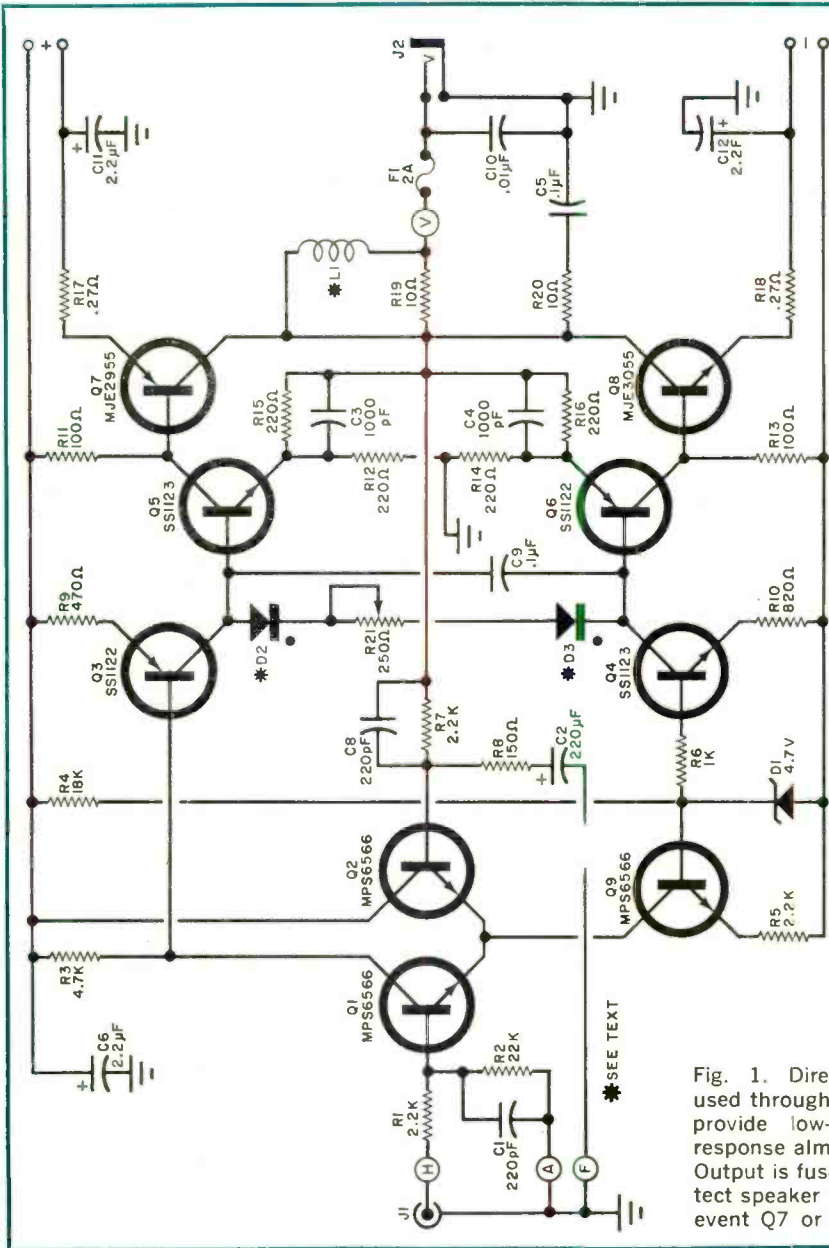 +
C11
2.2µF
J2
F1
2A
C10
.01µF
C5
.1µF
C12
+
2.2F
–
R17
.27Ω
V
✱L1
R19
10Ω
R20
10Ω
R18
.27Ω
Q7
MJE2955
Q8
MJE3055
R11
100Ω
R15
220Ω
C3
1000
pF
C4
1000
pF
R16
220Ω
R13
100Ω
Q5
SS1123
R12
220Ω
R14
220Ω
Q6
SS1122
C9
.1µF
R9
470Ω
Q3
SS1122
✱D2
R21
250Ω
✱D3
Q4
SS1123
R10
820Ω
R4
18K
C8
220pF
R7
2.2K
R8
150Ω
+
C2
220µF
R6
1K
D1
4.7V
Q2
MPS6566
Q9
MPS6566
R5
2.2K
R3
4.7K
Q1
MPS6566
C6
2.2µF
+
R1
2.2K
R2
22K
C1
220pF
J1
H
A
F
✱SEE TEXT
Fig. 1. Dire
used through
provide low-
response alm
Output is fus
tect speaker
event Q7 or